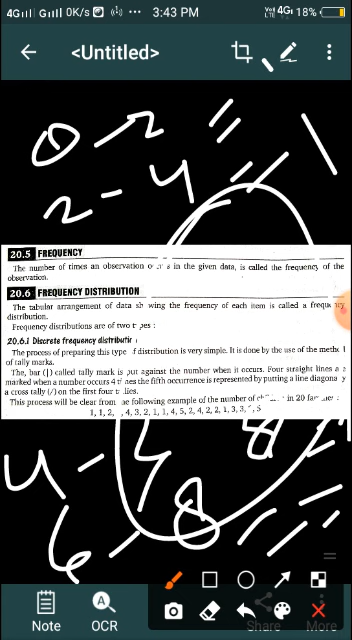 4G 0K/s 3:43 PM 4G 18%
<Untitled>
0 - 2 =
2 - 4 =
20.5 FREQUENCY
The number of times an observation in the given data, is called the frequency of the
observation.
20.6 FREQUENCY DISTRIBUTION
The tabular arrangement of data showing the frequency of each item is called a frequency
distribution.
Frequency distributions are of two types :
20.6.1 Discrete frequency distribution
The process of preparing this type of distribution is very simple. It is done by the use of the method
of tally marks.
The, bar (|) called tally mark is put against the number when it occurs. Four straight lines a
marked when a number occurs 4 times the fifth occurrence is represented by putting a line diagonally
a cross tally (/) on the first four
This process will be clear from the following example of the number of in 20 families :
1, 1, 2, , 4, 3, 2, 1, 1, 4, 5, 2, 4, 2, 2, 1, 3, 3, , 5
4 -
6 - 8
Note OCR Share More